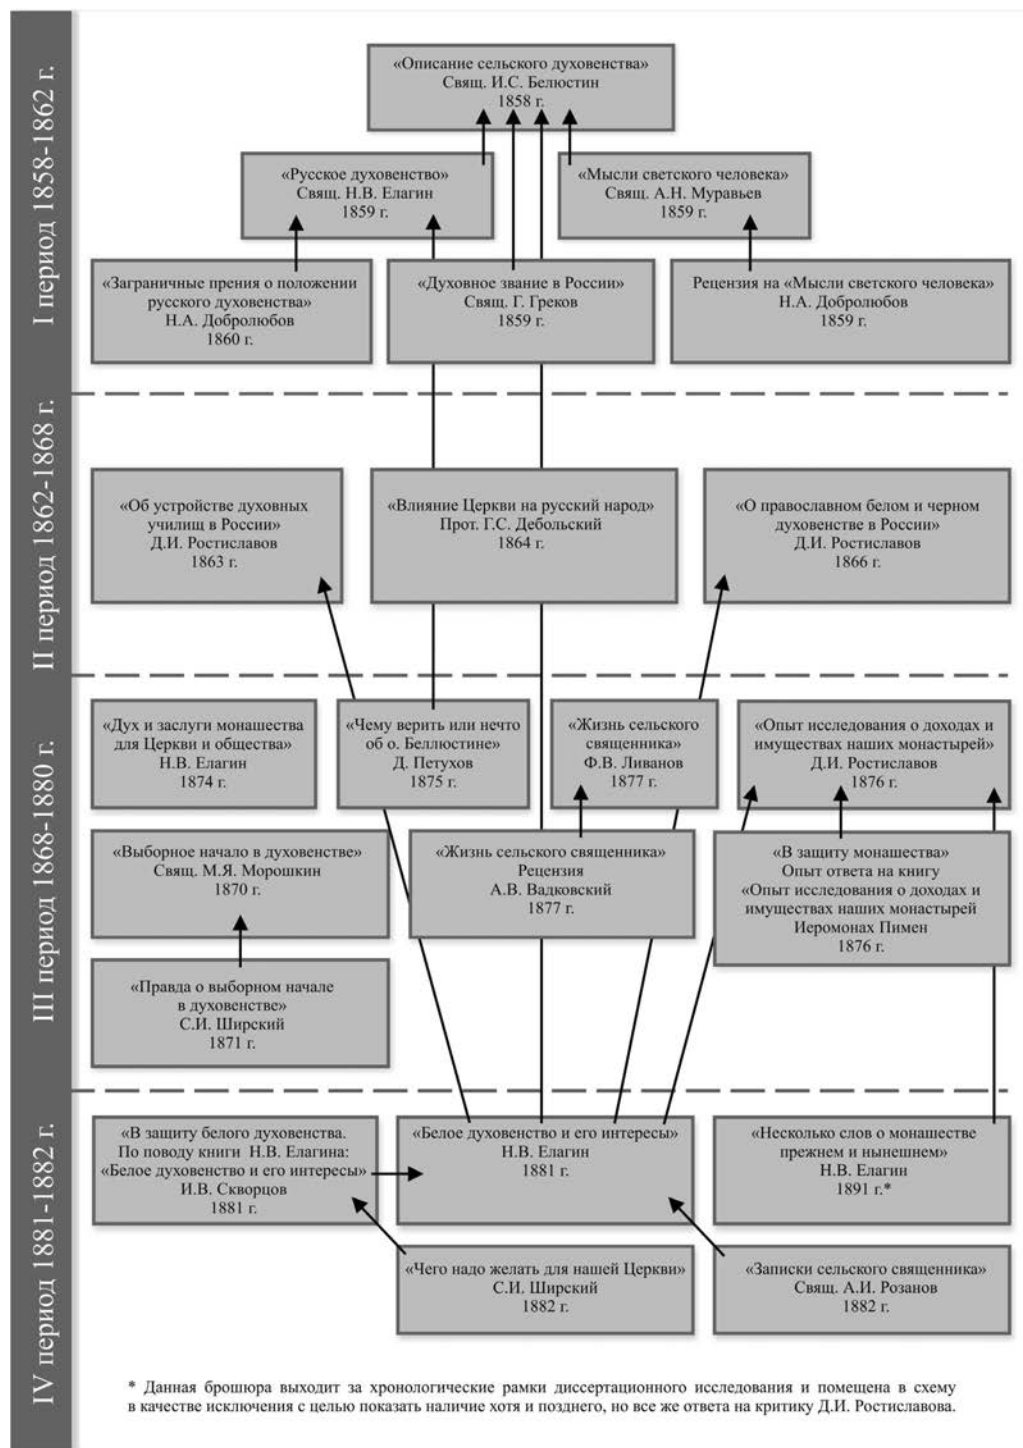 I период 1858-1862 г.
«Описание сельского духовенства»
Свящ. И.С. Белюстин
1858 г.
«Русское духовенство»
Свящ. Н.В. Елагин
1859 г.
«Мысли светского человека»
Свящ. А.Н. Муравьев
1859 г.
«Заграничные прения о положении
русского духовенства»
Н.А. Добролюбов
1860 г.
«Духовное звание в России»
Свящ. Г. Греков
1859 г.
Рецензия на «Мысли светского человека»
Н.А. Добролюбов
1859 г.
II период 1862-1868 г.
«Об устройстве духовных
училищ в России»
Д.И. Ростиславов
1863 г.
«Влияние Церкви на русский народ»
Прот. Г.С. Дебольский
1864 г.
«О православном белом и черном
духовенстве в России»
Д.И. Ростиславов
1866 г.
III период 1868-1880 г.
«Дух и заслуги монашества
для Церкви и общества»
Н.В. Елагин
1874 г.
«Чему верить или нечто
об о. Беллюстине»
Д. Петухов
1875 г.
«Жизнь сельского
священника»
Ф.В. Ливанов
1877 г.
«Опыт исследования о доходах и
имуществах наших монастырей»
Д.И. Ростиславов
1876 г.
«Выборное начало в духовенстве»
Свящ. М.Я. Морошкин
1870 г.
«Жизнь сельского священника»
Рецензия
А.В. Вадковский
1877 г.
«В защиту монашества»
Опыт ответа на книгу
«Опыт исследования о доходах и
имуществах наших монастырей
Иеромонах Пимен
1876 г.
«Правда о выборном начале
в духовенстве»
С.И. Ширский
1871 г.
IV период 1881-1882 г.
«В защиту белого духовенства.
По поводу книги Н.В. Елагина:
«Белое духовенство и его интересы»
И.В. Скворцов
1881 г.
«Белое духовенство и его интересы»
Н.В. Елагин
1881 г.
«Несколько слов о монашестве
прежнем и нынешнем»
Н.В. Елагин
1891 г.*
«Чего надо желать для нашей Церкви»
С.И. Ширский
1882 г.
«Записки сельского священника»
Свящ. А.И. Розанов
1882 г.
* Данная брошюра выходит за хронологические рамки диссертационного исследования и помещена в схему
в качестве исключения с целью показать наличие хотя и позднего, но все же ответа на критику Д.И. Ростиславова.